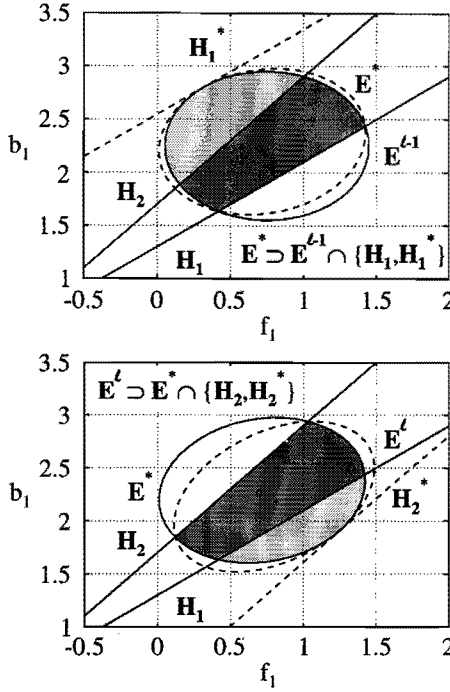 3.5
H₁*
3
E*
2.5
b₁
2
E^{ℓ-1}
H₂
1.5
H₁
E* ⊃ E^{ℓ-1} ∩ {H₁,H₁*}
1
-0.5 0 0.5 1 1.5 2
f₁
3.5
E^ℓ ⊃ E* ∩ {H₂,H₂*}
3
E^ℓ
2.5
E*
b₁
H₂*
2
H₂
1.5
H₁
1
-0.5 0 0.5 1 1.5 2
f₁